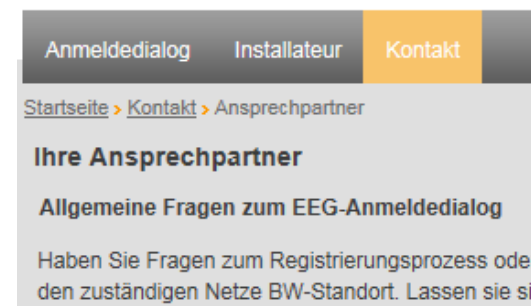 Anmeldedialog Installateur Kontakt
Startseite > Kontakt > Ansprechpartner
Ihre Ansprechpartner
Allgemeine Fragen zum EEG-Anmeldedialog
Haben Sie Fragen zum Registrierungsprozess ode
den zuständigen Netze BW-Standort. Lassen sie s